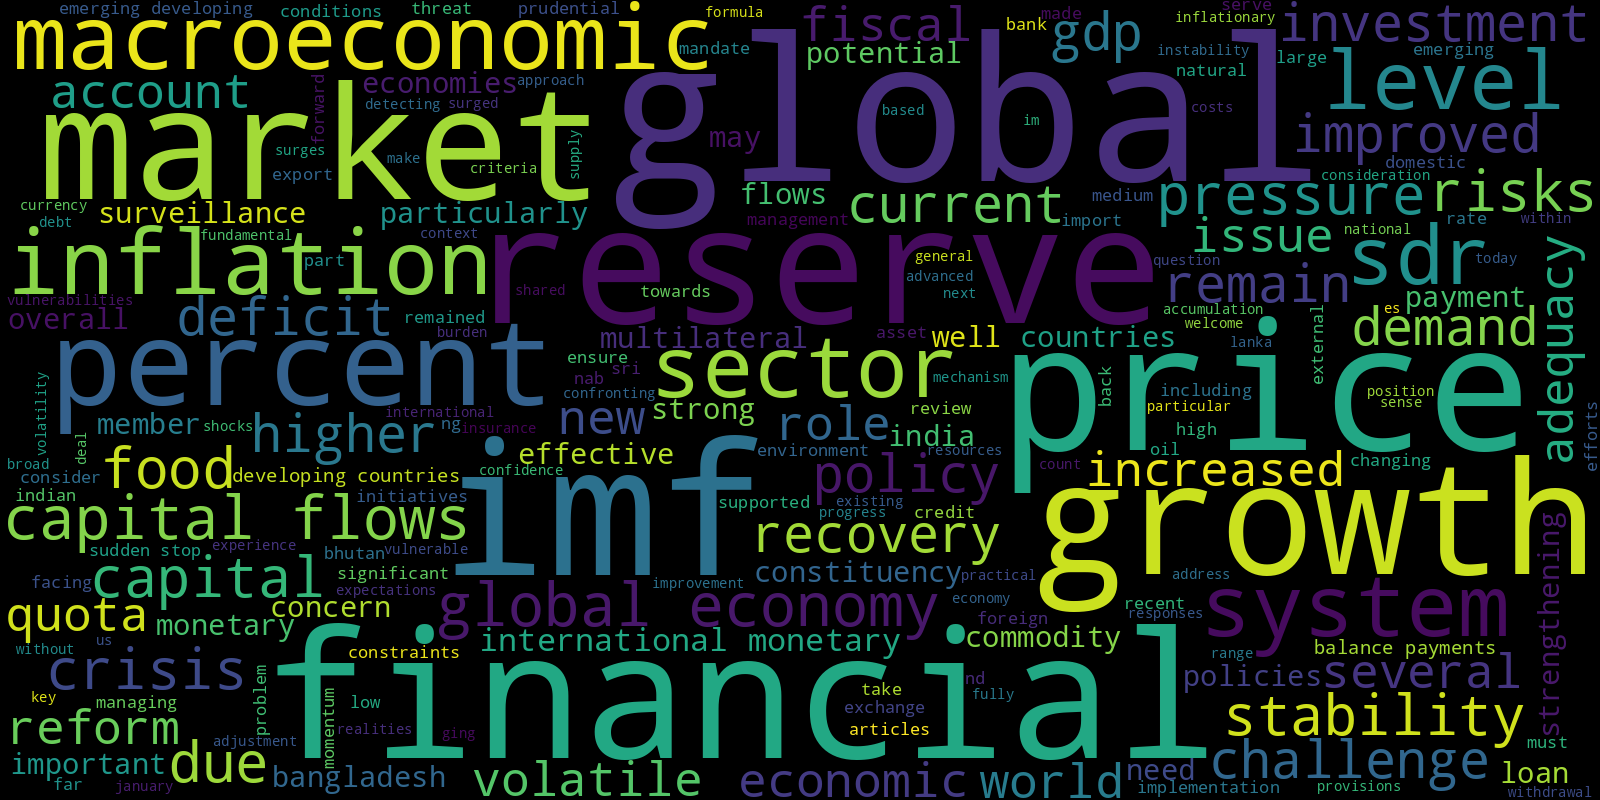 emerging developing
conditions
threat
prudential
formula
fiscal
made
serve
inflationary
investment
macroeconomic
mandate
potential
bank
gdp
instability
natural
large
emerging
level
account
forward
economies
approach
detecting
surged
global
based
im
costs
improved
market
surges
export
make
criteria
supply
may
domestic
consideration
currency
debt
surveillance
particularly
context
flows
management
current
import
medium
pressure
risks
rate
within
inflation
fundamental
part
reserve
shared
general
advanced
next
towards
issue
question
national
remain
sdr
today
adequacy
vulnerabilities
overall
deficit
remained
burden
multilateral
asset
well
countries
accumulation
welcome
lanka
external
es
payment
demand
percent
ensure
sri
nab
confronting
sector
mechanism
price
back
including
particular
position
sense
volatility
member
shocks
deal
higher
international
ng
insurance
new
strong
role
review
india
high
oil
efforts
broad
consider
food
developing countries
effective
confidence
environment
resources
policy
count
increased
changing
indian
initiatives
capital flows
imf
supported
existing
progress
credit
recovery
growth
sudden stop
experience
bhutan
vulnerable
facing
capital
significant
expectations
improvement
constituency
practical
address
economy
strengthening
quota
monetary
concern
global economy
foreign
recent
responses
system
us
without
constraints
international monetary
commodity
range
balance payments
crisis
financial
nd
fully
policies
several
key
managing
problem
momentum
low
take
exchange
articles
realities
ging
reform
adjustment
stability
must
important
due
far
january
bangladesh
volatile
economic
world
need
implementation
challenge
provisions
loan
withdrawal